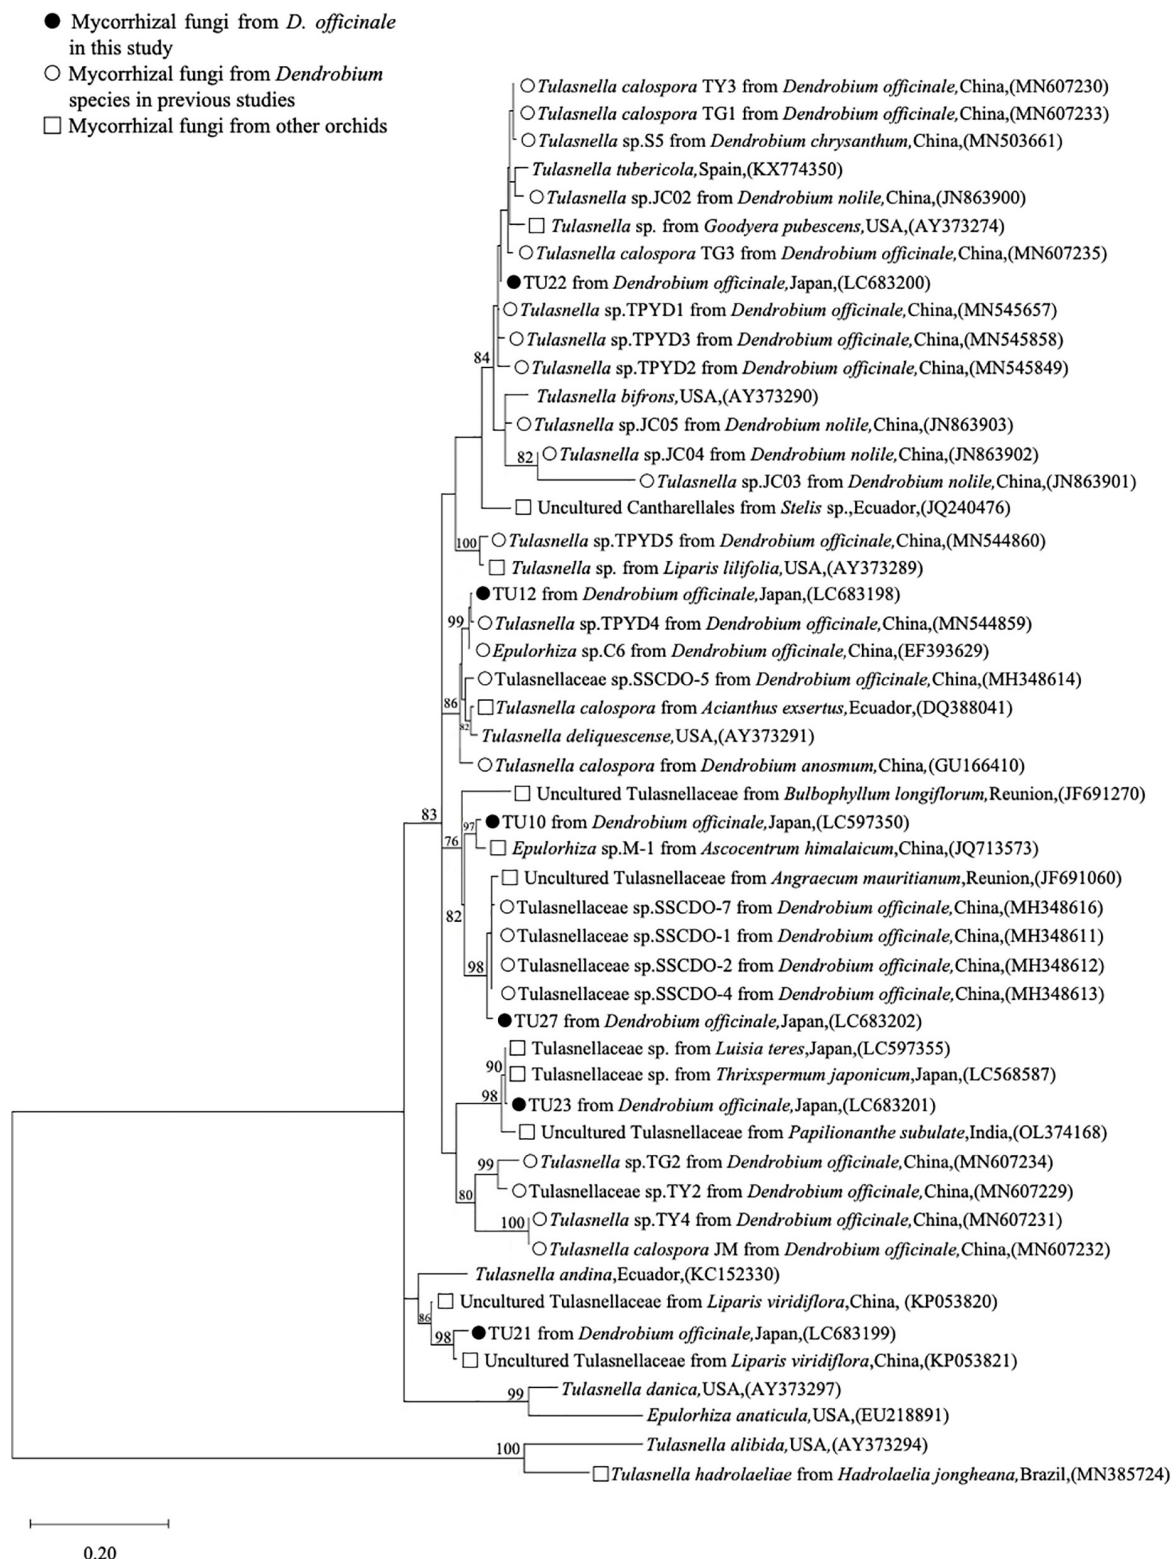 Mycorrhizal fungi from D. officinale
in this study
Mycorrhizal fungi from Dendrobium
species in previous studies
Mycorrhizal fungi from other orchids
Tulasnella calospora TY3 from Dendrobium officinale,China,(MN607230)
Tulasnella calospora TG1 from Dendrobium officinale,China,(MN607233)
Tulasnella sp.S5 from Dendrobium chrysanthum,China,(MN503661)
Tulasnella tubericola,Spain,(KX774350)
Tulasnella sp.JC02 from Dendrobium nolile,China,(JN863900)
Tulasnella sp. from Goodyera pubescens,USA,(AY373274)
Tulasnella calospora TG3 from Dendrobium officinale,China,(MN607235)
TU22 from Dendrobium officinale,Japan,(LC683200)
Tulasnella sp.TPYD1 from Dendrobium officinale,China,(MN545657)
Tulasnella sp.TPYD3 from Dendrobium officinale,China,(MN545858)
84
Tulasnella sp.TPYD2 from Dendrobium officinale,China,(MN545849)
Tulasnella bifrons,USA,(AY373290)
Tulasnella sp.JC05 from Dendrobium nolile,China,(JN863903)
82
Tulasnella sp.JC04 from Dendrobium nolile,China,(JN863902)
Tulasnella sp.JC03 from Dendrobium nolile,China,(JN863901)
Uncultured Cantharellales from Stelis sp.,Ecuador,(JQ240476)
100
Tulasnella sp.TPYD5 from Dendrobium officinale,China,(MN544860)
Tulasnella sp. from Liparis lilifolia,USA,(AY373289)
TU12 from Dendrobium officinale,Japan,(LC683198)
99
Tulasnella sp.TPYD4 from Dendrobium officinale,China,(MN544859)
Epulorhiza sp.C6 from Dendrobium officinale,China,(EF393629)
Tulasnellaceae sp.SSCDO-5 from Dendrobium officinale,China,(MH348614)
86
Tulasnella calospora from Acianthus exsertus,Ecuador,(DQ388041)
82
Tulasnella deliquescense,USA,(AY373291)
Tulasnella calospora from Dendrobium anosmum,China,(GU166410)
Uncultured Tulasnellaceae from Bulbophyllum longiflorum,Reunion,(JF691270)
83
97
TU10 from Dendrobium officinale,Japan,(LC597350)
76
Epulorhiza sp.M-1 from Ascocentrum himalaicum,China,(JQ713573)
Uncultured Tulasnellaceae from Angraecum mauritianum,Reunion,(JF691060)
82
Tulasnellaceae sp.SSCDO-7 from Dendrobium officinale,China,(MH348616)
Tulasnellaceae sp.SSCDO-1 from Dendrobium officinale,China,(MH348611)
98
Tulasnellaceae sp.SSCDO-2 from Dendrobium officinale,China,(MH348612)
Tulasnellaceae sp.SSCDO-4 from Dendrobium officinale,China,(MH348613)
TU27 from Dendrobium officinale,Japan,(LC683202)
Tulasnellaceae sp. from Luisia teres,Japan,(LC597355)
90
Tulasnellaceae sp. from Thrixspermum japonicum,Japan,(LC568587)
98
TU23 from Dendrobium officinale,Japan,(LC683201)
Uncultured Tulasnellaceae from Papilionanthe subulate,India,(OL374168)
99
Tulasnella sp.TG2 from Dendrobium officinale,China,(MN607234)
80
Tulasnellaceae sp.TY2 from Dendrobium officinale,China,(MN607229)
100
Tulasnella sp.TY4 from Dendrobium officinale,China,(MN607231)
Tulasnella calospora JM from Dendrobium officinale,China,(MN607232)
Tulasnella andina,Ecuador,(KC152330)
Uncultured Tulasnellaceae from Liparis viridiflora,China, (KP053820)
86
98
TU21 from Dendrobium officinale,Japan,(LC683199)
Uncultured Tulasnellaceae from Liparis viridiflora,China,(KP053821)
99
Tulasnella danica,USA,(AY373297)
Epulorhiza anaticula,USA,(EU218891)
100
Tulasnella alibida,USA,(AY373294)
Tulasnella hadrolaeliae from Hadrolaelia jongheana,Brazil,(MN385724)
0.20